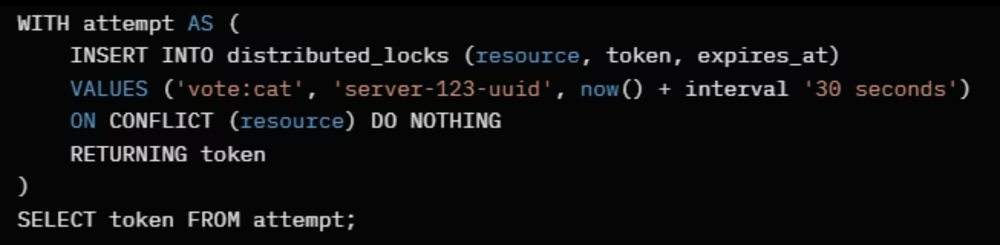 WITH attempt AS (
    INSERT INTO distributed_locks (resource, token, expires_at)
    VALUES ('vote:cat', 'server-123-uuid', now() + interval '30 seconds')
    ON CONFLICT (resource) DO NOTHING
    RETURNING token
)
SELECT token FROM attempt;